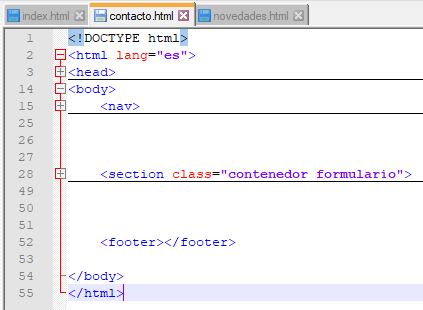 index.html contacto.html novedades.html
1 <!DOCTYPE html>
2 <html lang="es">
3 <head>
14 <body>
15 <nav>
25
26
27
28 <section class="contenedor formulario">
49
50
51
52 <footer></footer>
53
54 </body>
55 </html>